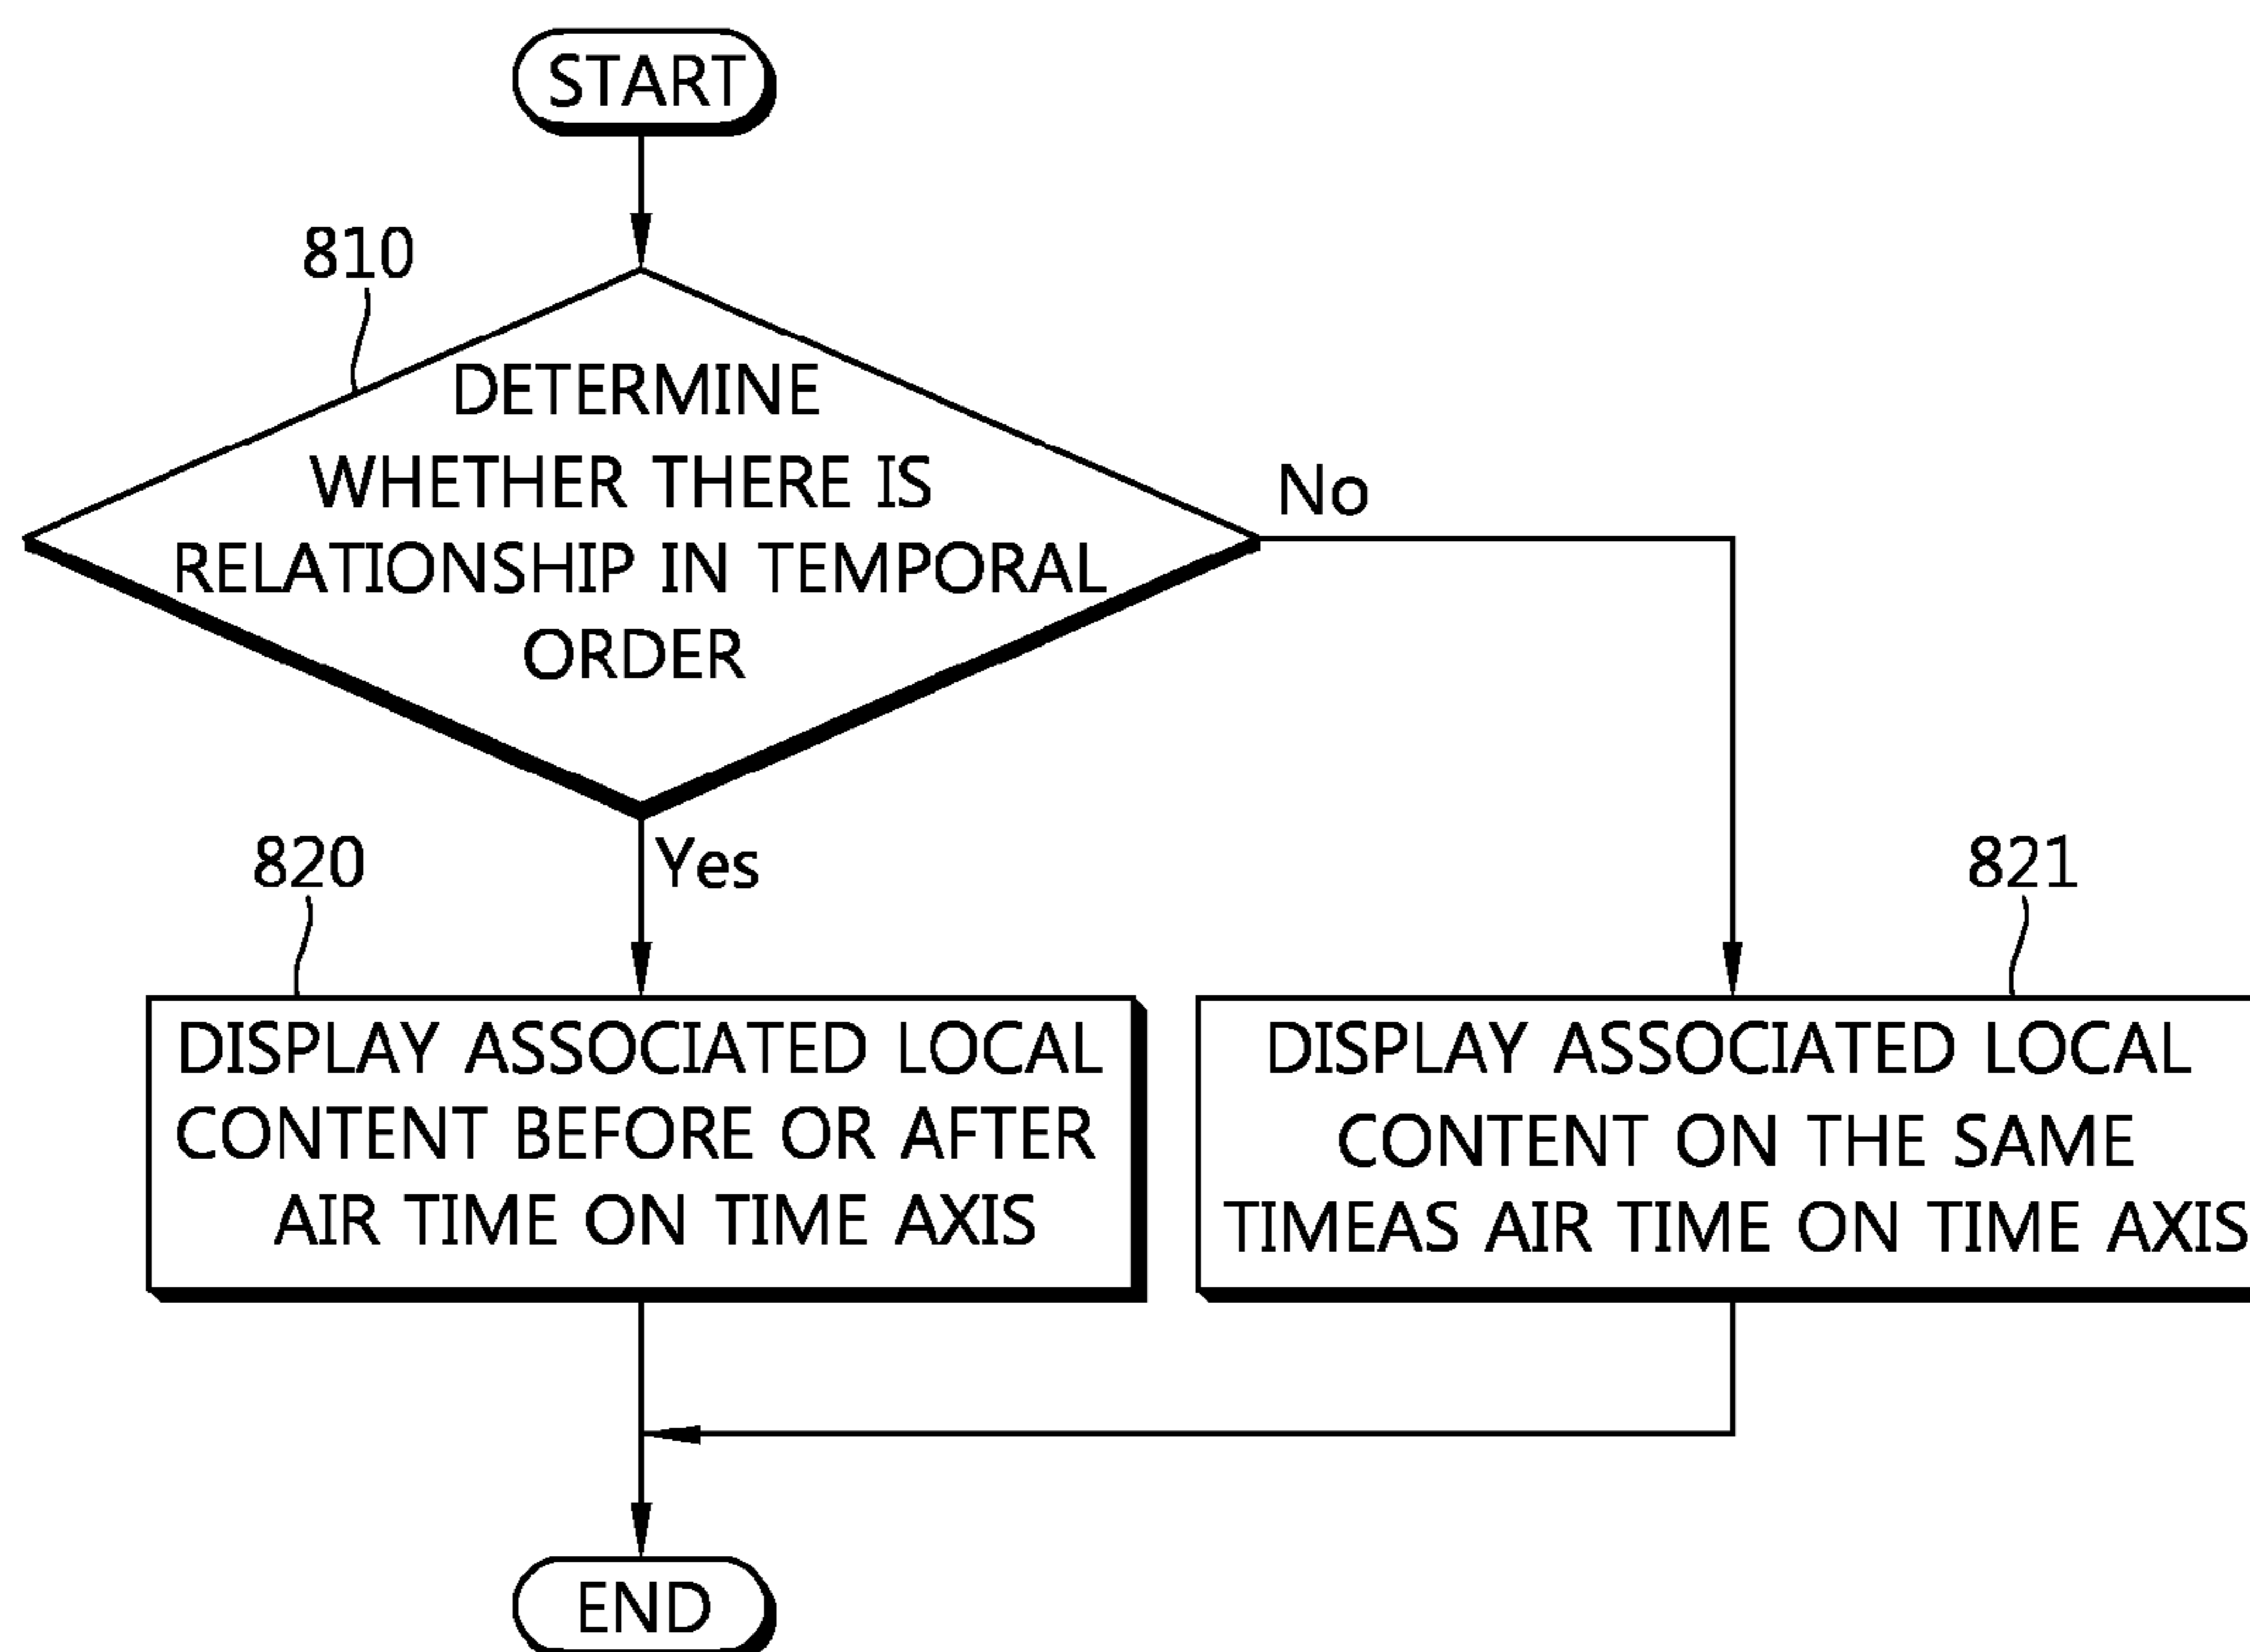 START
810
DETERMINE
WHETHER THERE IS
RELATIONSHIP IN TEMPORAL
ORDER
No
Yes
820
DISPLAY ASSOCIATED LOCAL
CONTENT BEFORE OR AFTER
AIR TIME ON TIME AXIS
821
DISPLAY ASSOCIATED LOCAL
CONTENT ON THE SAME
TIMEAS AIR TIME ON TIME AXIS
END